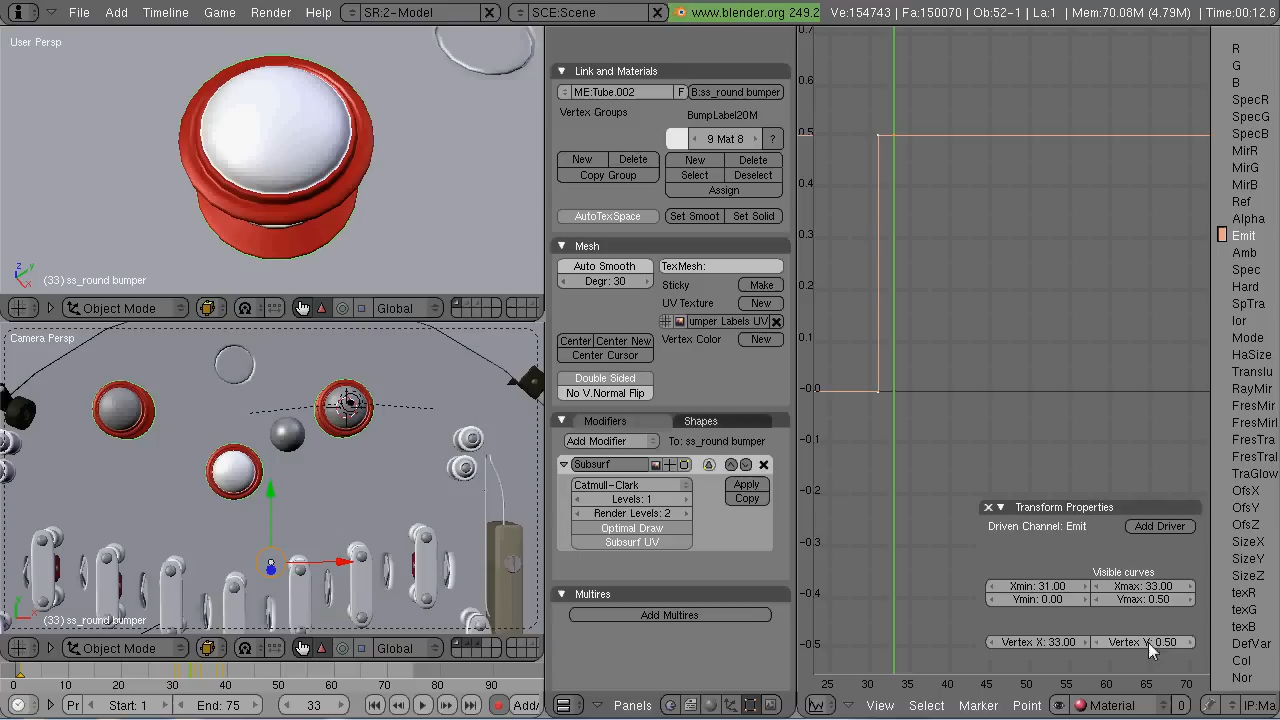 File Add Timeline Game Render Help SR:2-Model SCE:Scene www.blender.org 249.2 Ve:154743 | Fa:150070 | Ob:52-1 | La:1 | Mem:70.08M (4.79M) | Time:00:12.6
User Persp
(33) ss_round bumper
Object Mode Global
Camera Persp
(33) ss_round bumper
Object Mode Global
0 10 20 30 40 50 60 70 80 90
Pr Start: 1 End: 75 33 Add/
Link and Materials
ME:Tube.002 F OB:ss_round bumper
Vertex Groups BumpLabel20M
9 Mat 8 ?
New Delete New Delete
Copy Group Select Deselect
Assign
AutoTexSpace Set Smoot Set Solid
Mesh
Auto Smooth TexMesh:
Degr: 30 Sticky Make
UV Texture New
umper Labels UV
Center Center New Vertex Color New
Center Cursor
Double Sided
No V.Normal Flip
Modifiers Shapes
Add Modifier To: ss_round bumper
Subsurf
Catmull-Clark Apply
Levels: 1 Copy
Render Levels: 2
Optimal Draw
Subsurf UV
Multires
Add Multires
Panels
0.7
0.6
0.5
0.4
0.3
0.2
0.1
-0.0
-0.1
-0.2
-0.3
-0.4
-0.5
25 30 35 40 45 50 55 60 65 70
Transform Properties
Driven Channel: Emit Add Driver
Visible curves
Xmin: 31.00 Xmax: 33.00
Ymin: 0.00 Ymax: 0.50
Vertex X: 33.00 Vertex Y: 0.50
View Select Marker Point Material 0 IP:Ma
R
G
B
SpecR
SpecG
SpecB
MirR
MirG
MirB
Ref
Alpha
Emit
Amb
Spec
Hard
SpTra
Ior
Mode
HaSize
Translu
RayMir
FresMir
FresMirI
FresTra
FresTraI
TraGlow
OfsX
OfsY
OfsZ
SizeX
SizeY
SizeZ
texR
texG
texB
DefVar
Col
Nor